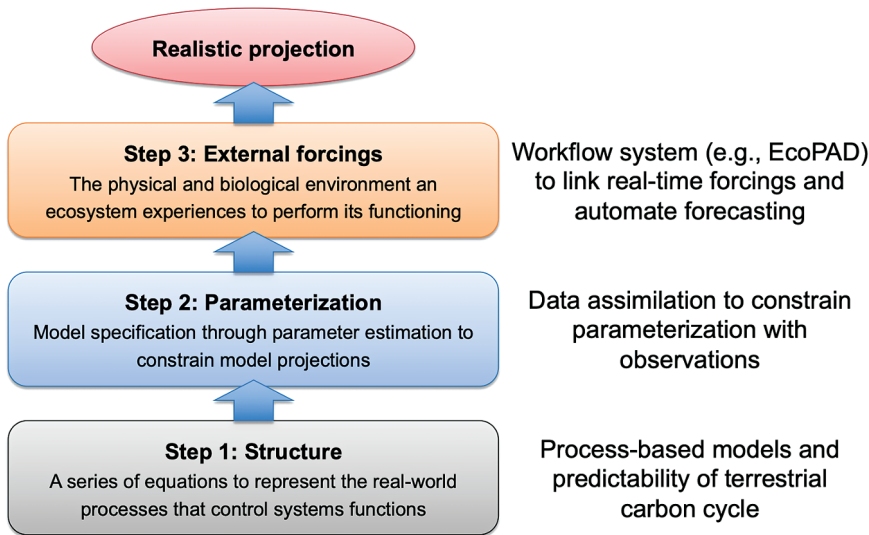 Realistic projection
Step 3: External forcings
The physical and biological environment an
ecosystem experiences to perform its functioning
Workflow system (e.g., EcoPAD)
to link real-time forcings and
automate forecasting
Step 2: Parameterization
Model specification through parameter estimation to
constrain model projections
Data assimilation to constrain
parameterization with
observations
Step 1: Structure
A series of equations to represent the real-world
processes that control systems functions
Process-based models and
predictability of terrestrial
carbon cycle